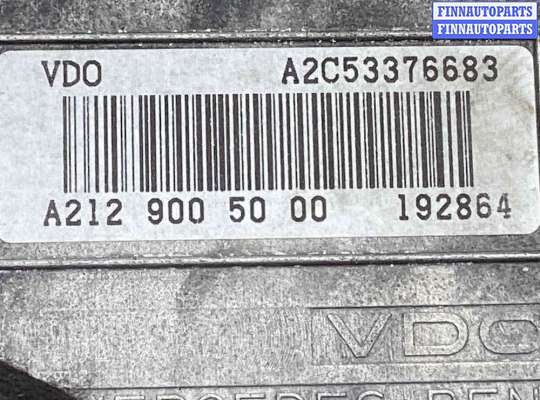 FINNAUTOPARTS
FINNAUTOPARTS
VDO A2C53376683
A212 900 50 00 192864
VDO